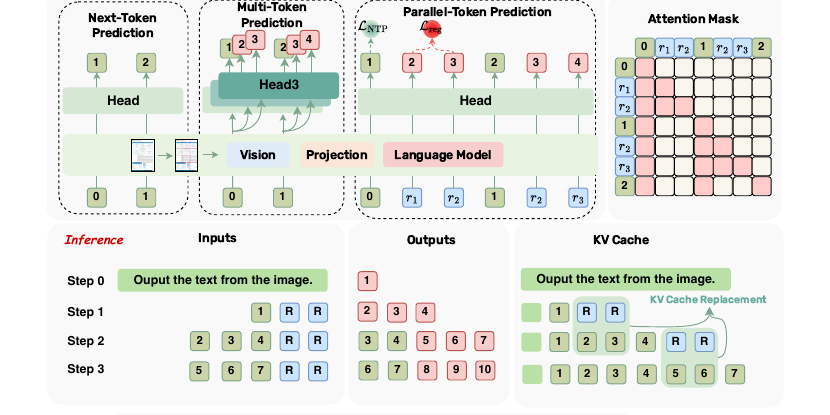 Next-Token
Prediction
Multi-Token
Prediction
Parallel-Token Prediction
Attention Mask
L_NTP
L_reg
1 2
1 2 3 2 3 4
1 2 3 2 3 4
Head
Head3
Head
Vision
Projection
Language Model
0 1
0 1
0 r₁ r₂ 1 r₂ r₃
0 r₁ r₂ 1 r₂ r₃ 2
0
r₁
r₂
1
r₂
r₃
2
Inference
Inputs
Outputs
KV Cache
Step 0
Ouput the text from the image.
1
Ouput the text from the image.
KV Cache Replacement
Step 1
1 R R
2 3 4
1 R R
Step 2
2 3 4 R R
3 4 5 6 7
1 2 3 4 R R
Step 3
5 6 7 R R
6 7 8 9 10
1 2 3 4 5 6 7